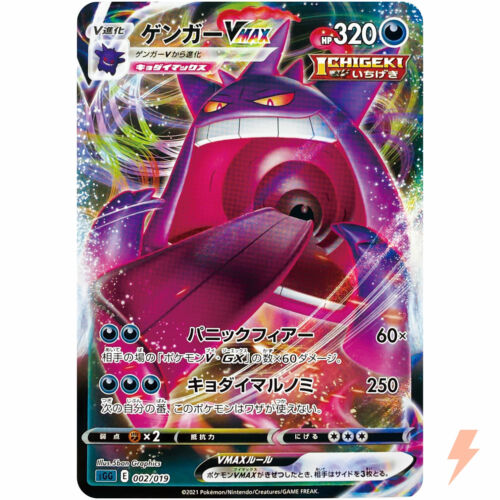 V進化
ゲンガーVMAX
HP 320
ゲンガーVから進化
キョダイマックス
ICHIGEKI
いちげき
パニックフィアー 60×
相手の場の「ポケモンV・GX」の数×60ダメージ。
キョダイマルノミ 250
次の自分の番、このポケモンはワザが使えない。
弱点 ×2 抵抗力 にげる
Illus. 5ban Graphics
VMAXルール
ポケモンVMAXがきぜつしたとき、相手はサイドを3枚とる。
E 002/019
©2021 Pokémon/Nintendo/Creatures/GAME FREAK.